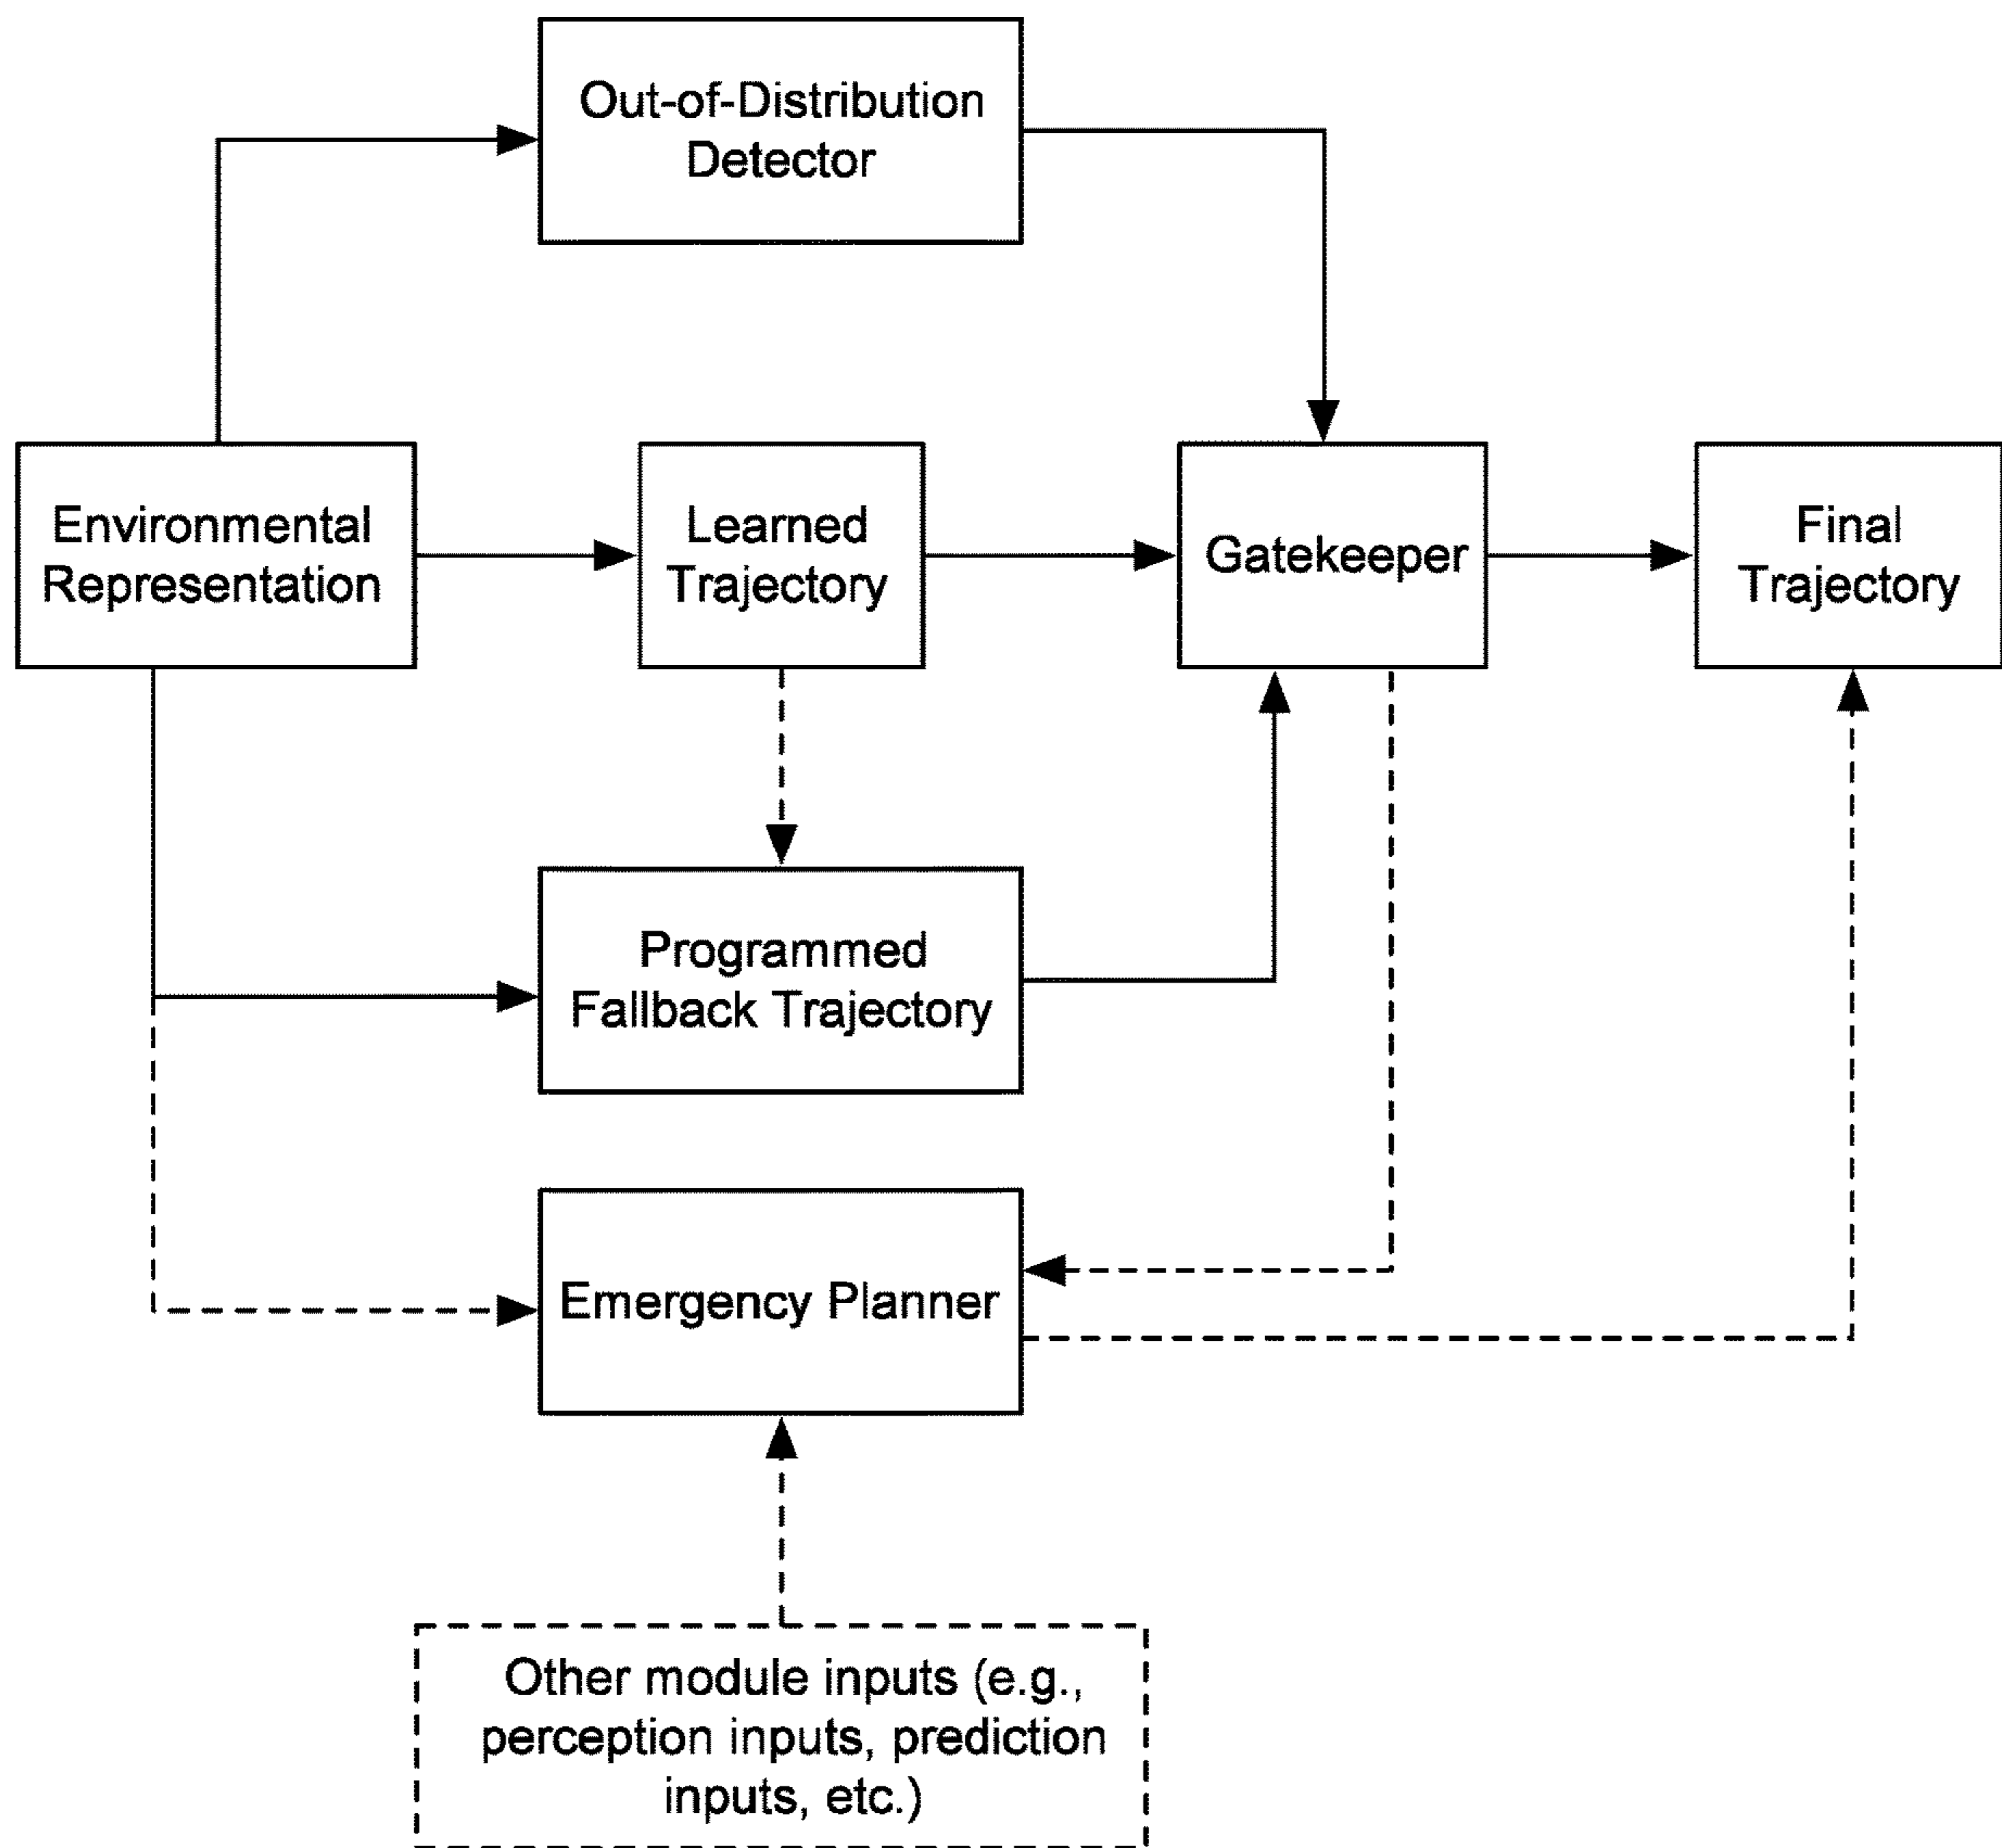 Out-of-Distribution
Detector
Environmental
Representation
Learned
Trajectory
Gatekeeper
Final
Trajectory
Programmed
Fallback Trajectory
Emergency Planner
Other module inputs (e.g.,
perception inputs, prediction
inputs, etc.)